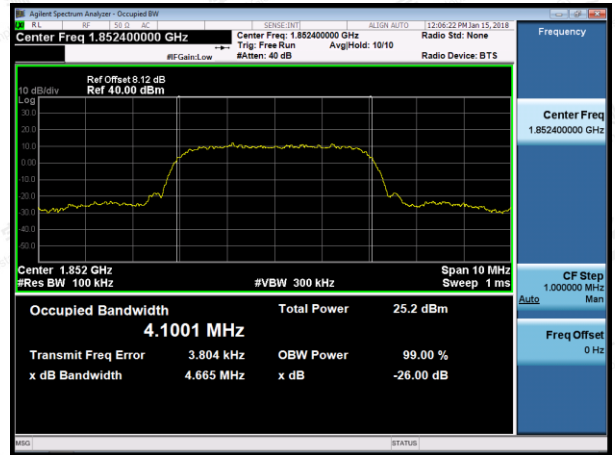 Agilent Spectrum Analyzer - Occupied BW
RL RF 50 Ω AC SENSE:INT ALIGN AUTO 12:06:22 PM Jan 15, 2018
Center Freq 1.852400000 GHz
Center Freq: 1.852400000 GHz
Radio Std: None
Trig: Free Run Avg|Hold: 10/10
#IFGain:Low #Atten: 40 dB Radio Device: BTS
Frequency
Ref Offset 8.12 dB
10 dB/div Ref 40.00 dBm
Log
30.0
20.0
10.0
0.00
-10.0
-20.0
-30.0
-40.0
-50.0
Center 1.852 GHz Span 10 MHz
#Res BW 100 kHz #VBW 300 kHz Sweep 1 ms
Occupied Bandwidth Total Power 25.2 dBm
4.1001 MHz
Transmit Freq Error 3.804 kHz OBW Power 99.00 %
x dB Bandwidth 4.665 MHz x dB -26.00 dB
Center Freq
1.852400000 GHz
CF Step
1.000000 MHz
Auto Man
Freq Offset
0 Hz
MSG STATUS